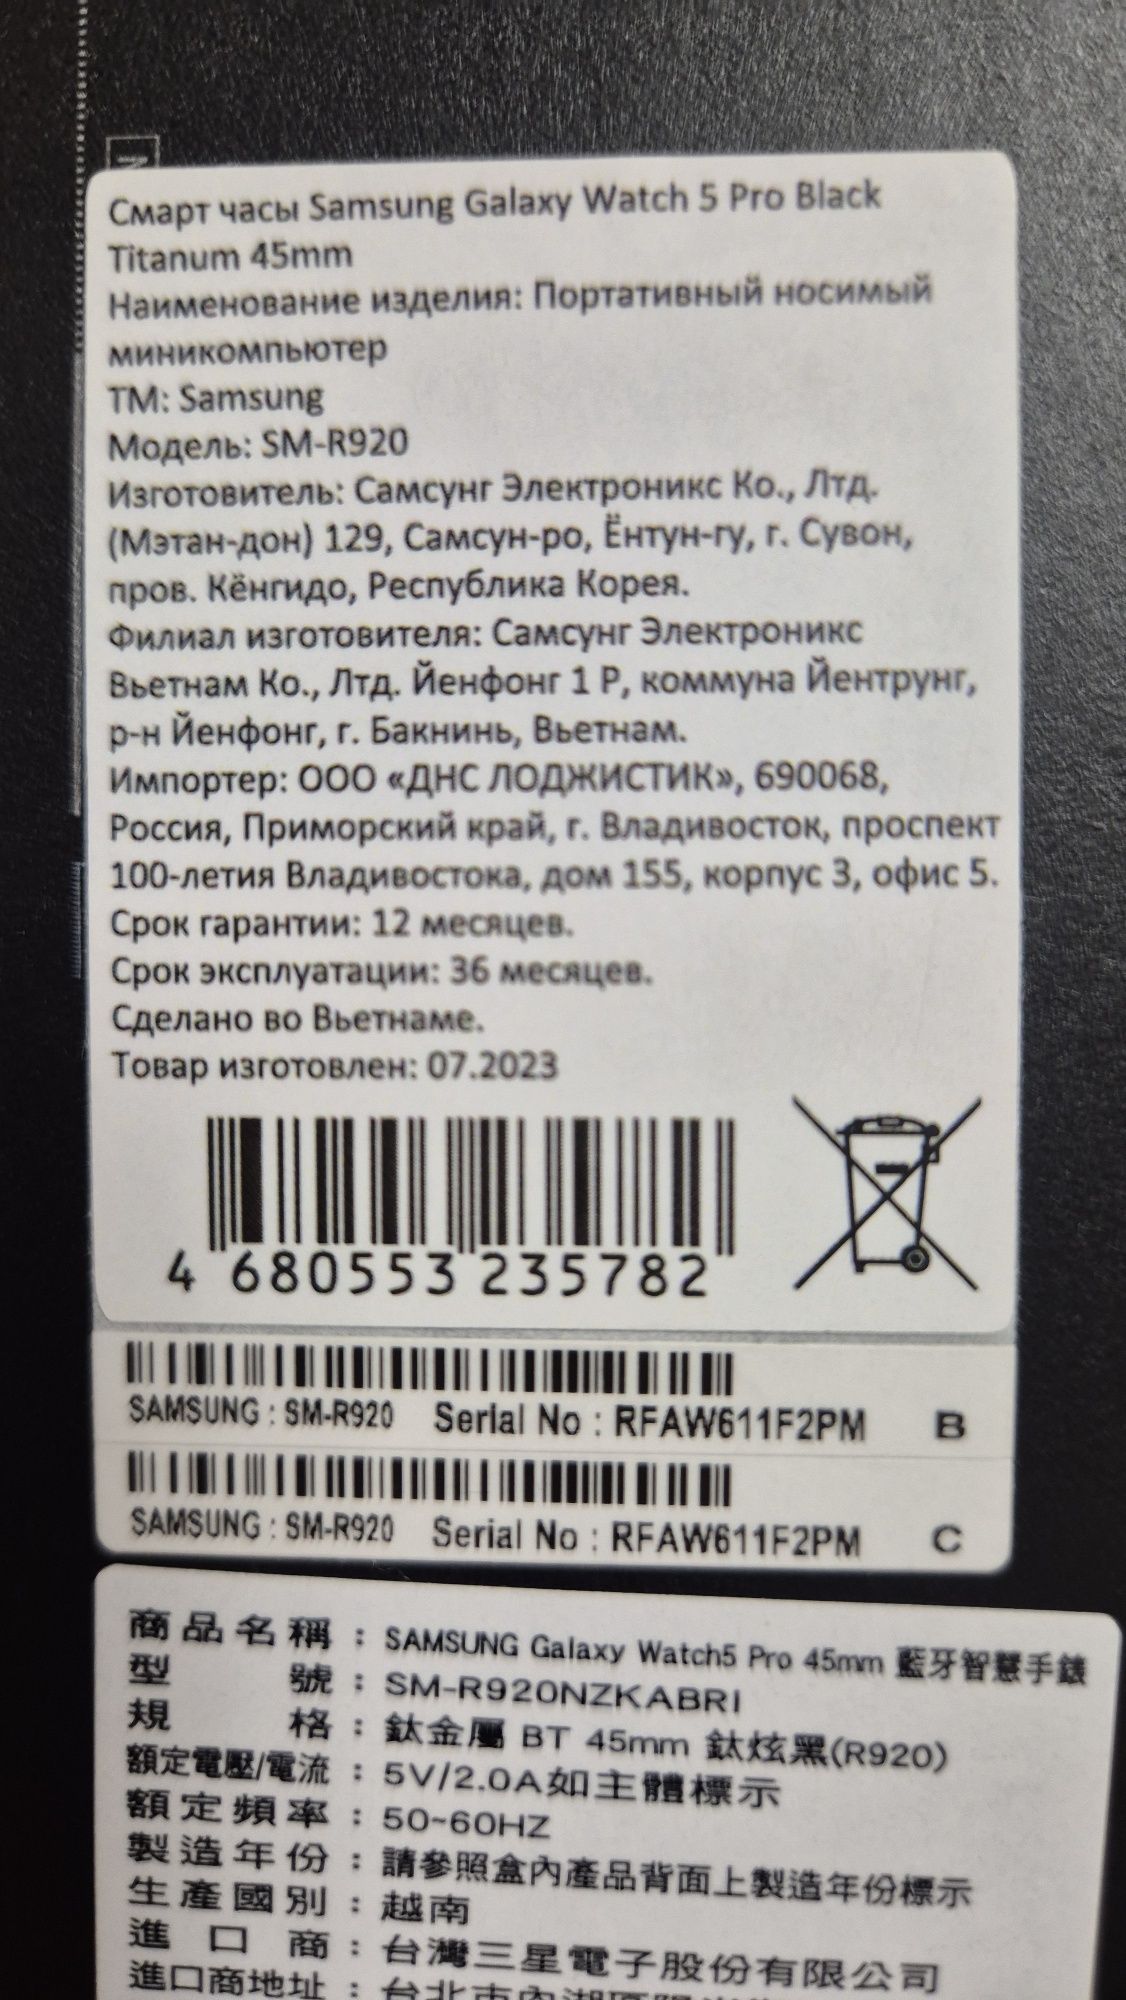 Смарт часы Samsung Galaxy Watch 5 Pro Black
Titanum 45mm
Наименование изделия: Портативный носимый
миникомпьютер
ТМ: Samsung
Модель: SM-R920
Изготовитель: Самсунг Электроникс Ко., Лтд.
(Мэтан-дон) 129, Самсун-ро, Ёнтун-гу, г. Сувон,
пров. Кёнгидо, Республика Корея.
Филиал изготовителя: Самсунг Электроникс
Вьетнам Ко., Лтд. Йенфонг 1 Р, коммуна Йентрунг,
р-н Йенфонг, г. Бакнинь, Вьетнам.
Импортер: ООО «ДНС ЛОДЖИСТИК», 690068,
Россия, Приморский край, г. Владивосток, проспект
100-летия Владивостока, дом 155, корпус 3, офис 5.
Срок гарантии: 12 месяцев.
Срок эксплуатации: 36 месяцев.
Сделано во Вьетнаме.
Товар изготовлен: 07.2023
4 680553 235782
SAMSUNG : SM-R920 Serial No : RFAW611F2PM B
SAMSUNG : SM-R920 Serial No : RFAW611F2PM C
商品名稱 : SAMSUNG Galaxy Watch5 Pro 45mm 藍牙智慧手錶
型號 : SM-R920NZKABRI
規格 : 鈦金屬 BT 45mm 鈦炫黑(R920)
額定電壓/電流 : 5V/2.0A如主體標示
額定頻率 : 50~60HZ
製造年份 : 請參照盒內產品背面上製造年份標示
生產國別 : 越南
進口商 : 台灣三星電子股份有限公司
進口商地址 : 台北市內湖區